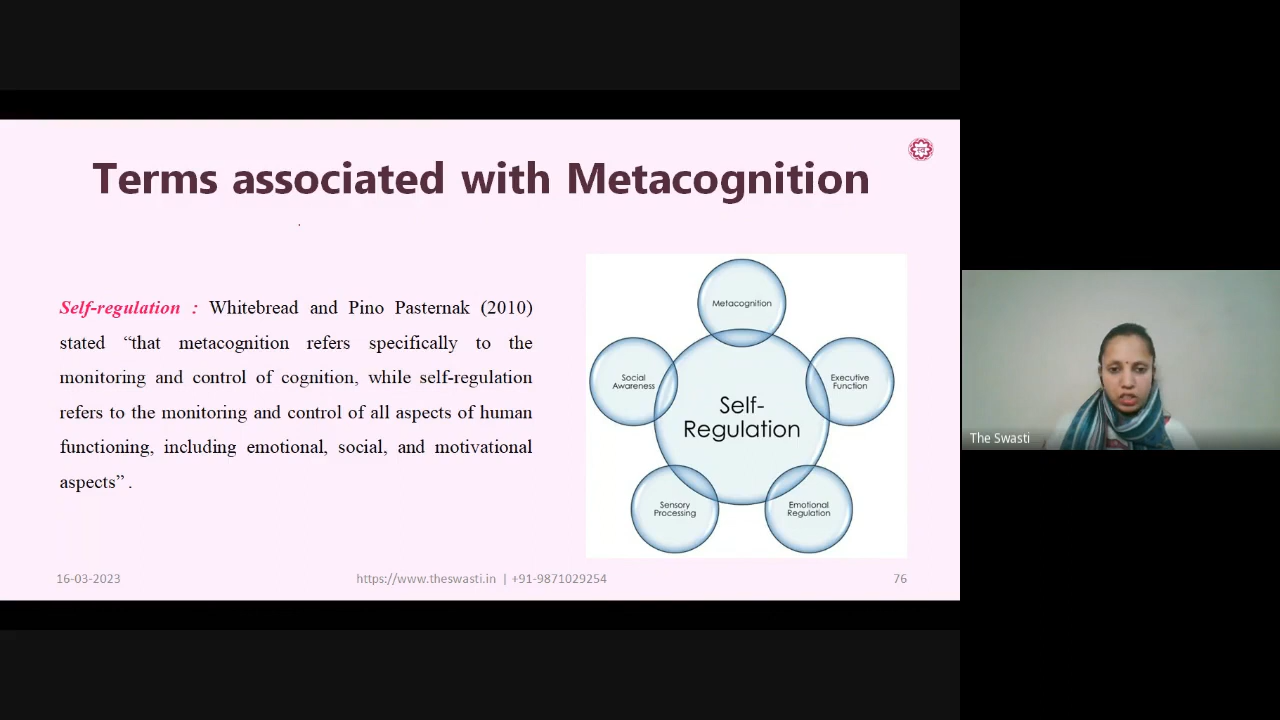 Terms associated with Metacognition
Self-regulation : Whitebread and Pino Pasternak (2010)
stated “that metacognition refers specifically to the
monitoring and control of cognition, while self-regulation
refers to the monitoring and control of all aspects of human
functioning, including emotional, social, and motivational
aspects” .
Metacognition
Social
Awareness
Executive
Function
Self-
Regulation
Sensory
Processing
Emotional
Regulation
16-03-2023
https://www.theswasti.in | +91-9871029254
76
The Swasti